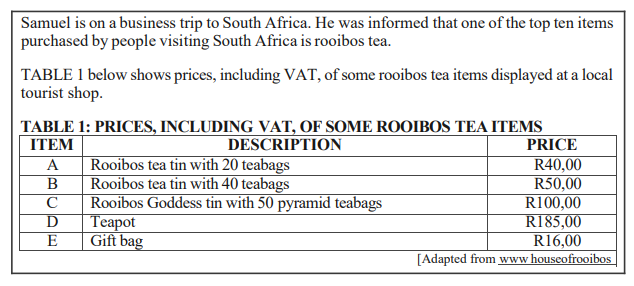 Samuel is on a business trip to South Africa. He was informed that one of the top ten items
purchased by people visiting South Africa is rooibos tea.
TABLE 1 below shows prices, including VAT, of some rooibos tea items displayed at a local
tourist shop.
TABLE 1: PRICES, INCLUDING VAT, OF SOME ROOIBOS TEA ITEMS
ITEM DESCRIPTION PRICE
A Rooibos tea tin with 20 teabags R40,00
B Rooibos tea tin with 40 teabags R50,00
C Rooibos Goddess tin with 50 pyramid teabags R100,00
D Teapot R185,00
E Gift bag R16,00
[Adapted from www.houseofrooibos]